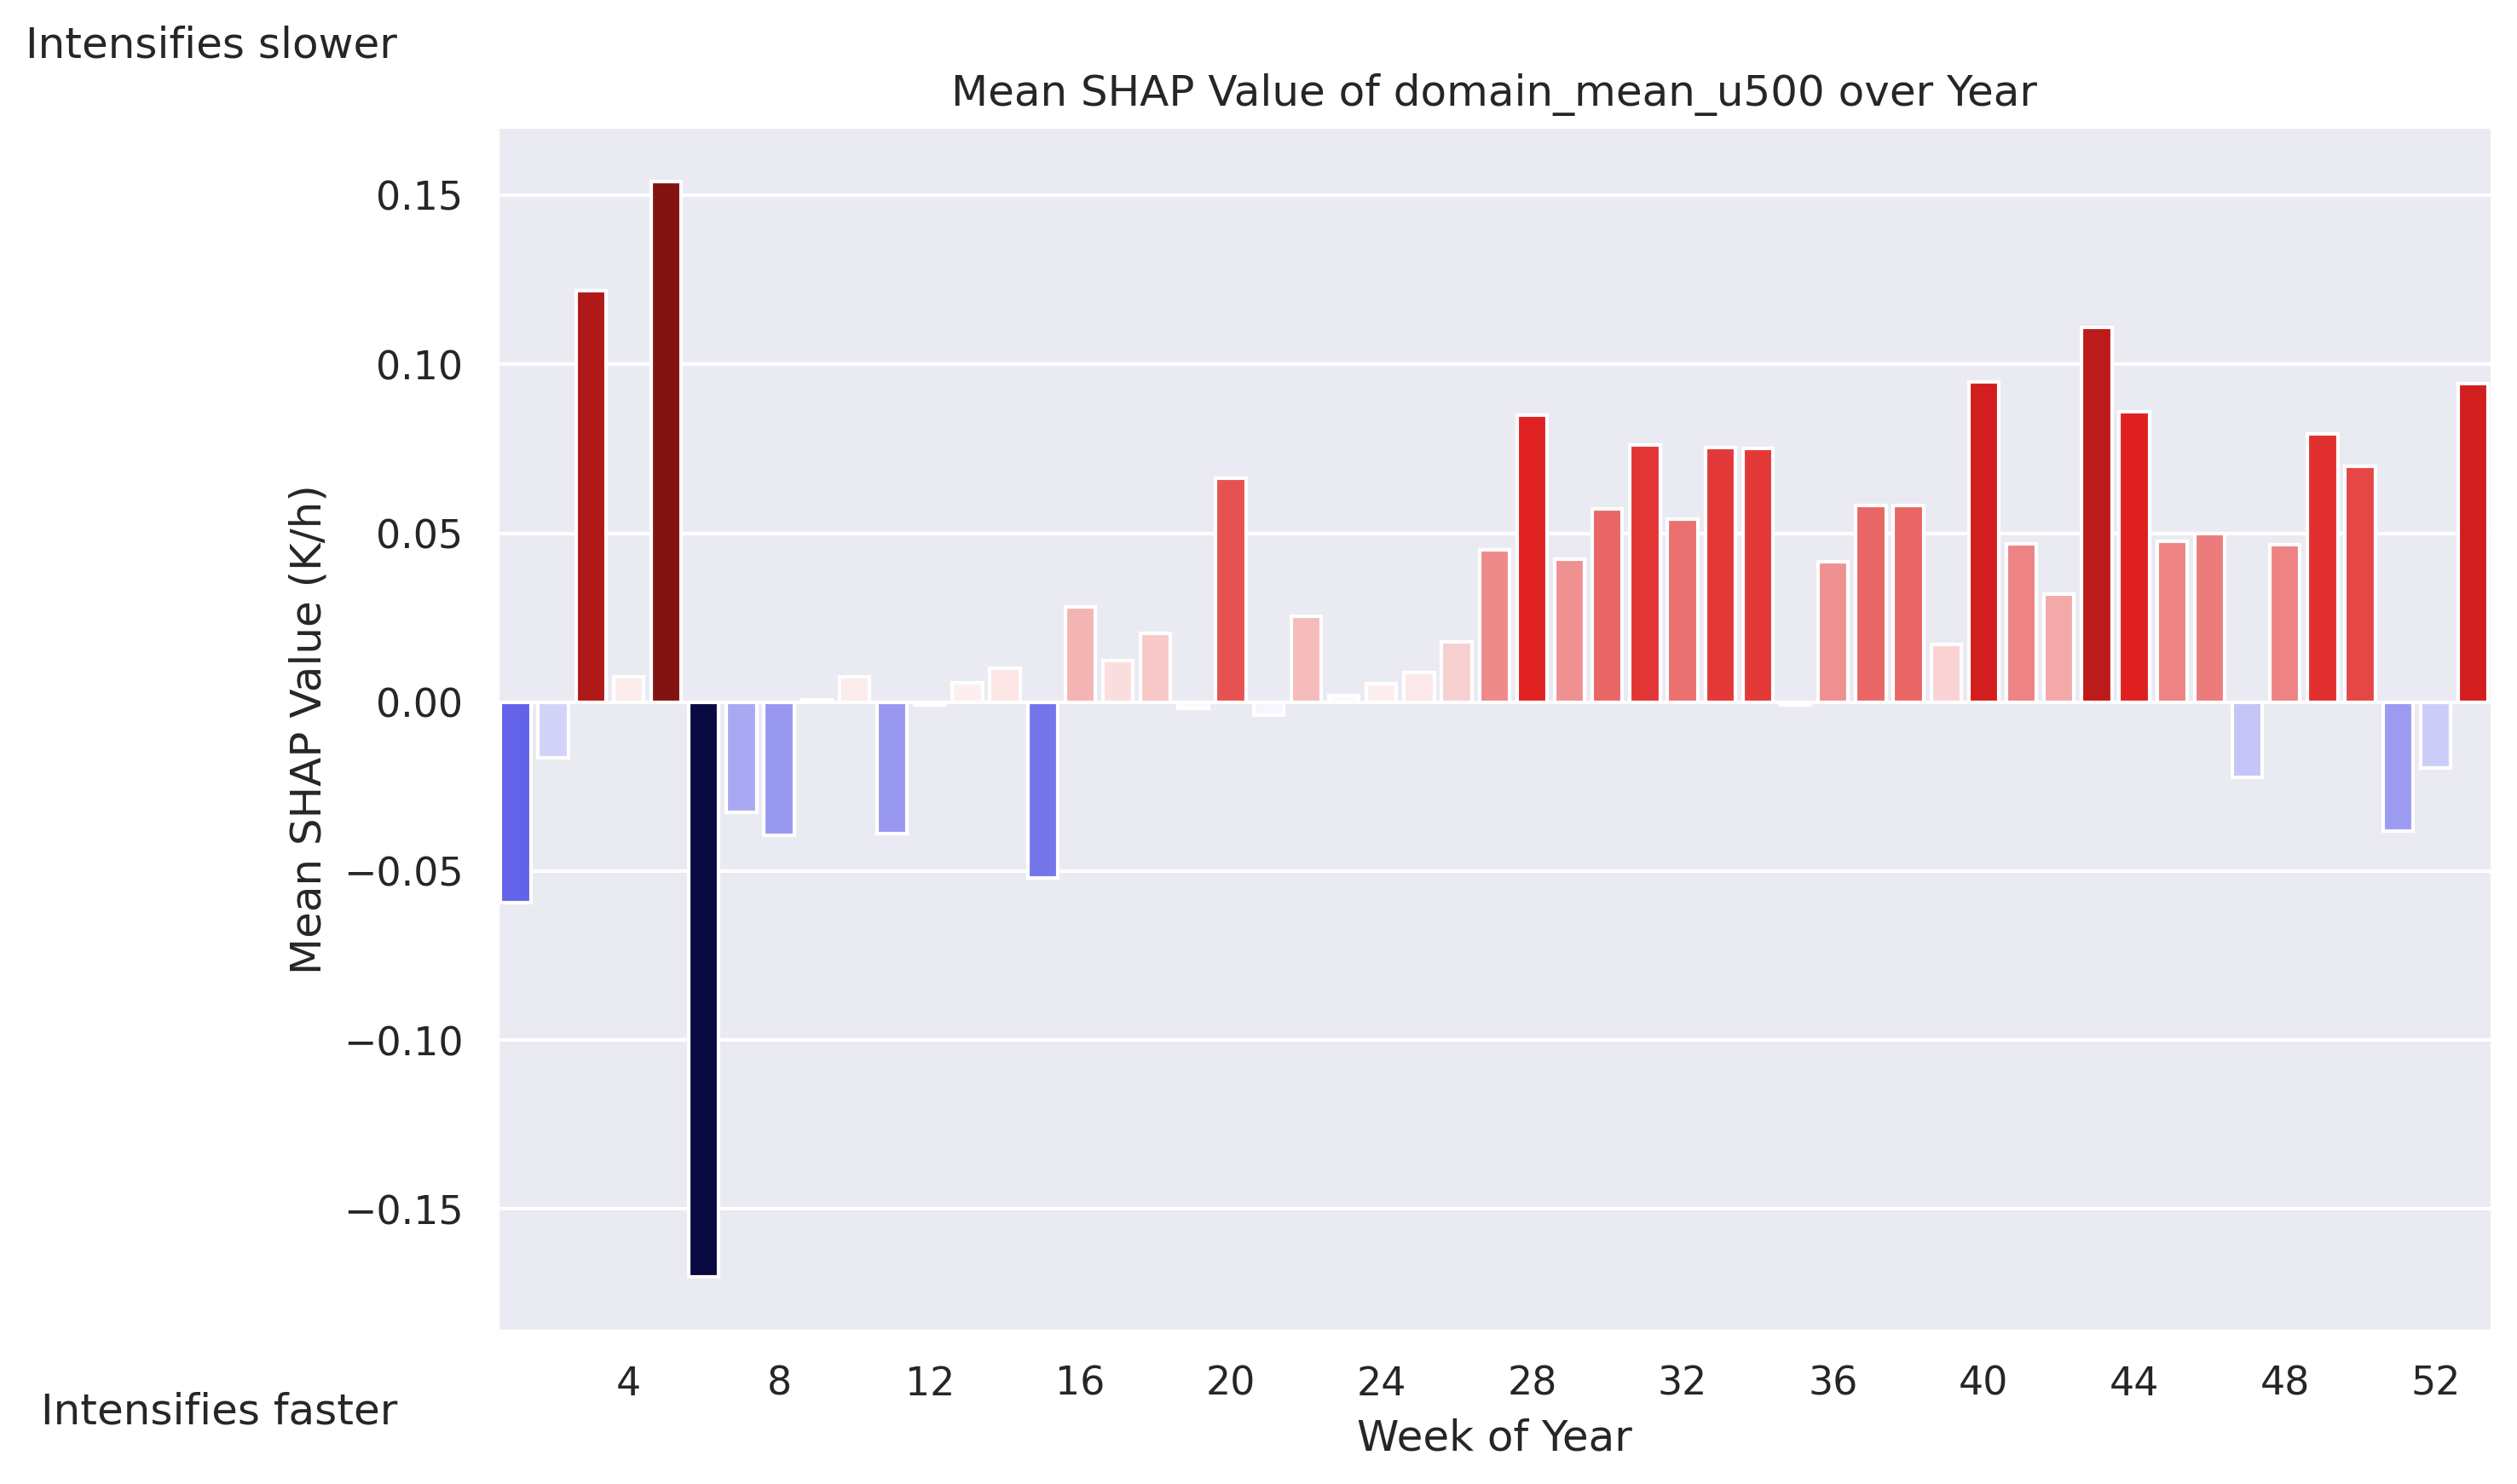 Intensifies slower
Mean SHAP Value of domain_mean_u500 over Year
Mean SHAP Value (K/h)
0.15
0.10
0.05
0.00
−0.05
−0.10
−0.15
4 8 12 16 20 24 28 32 36 40 44 48 52
Intensifies faster
Week of Year